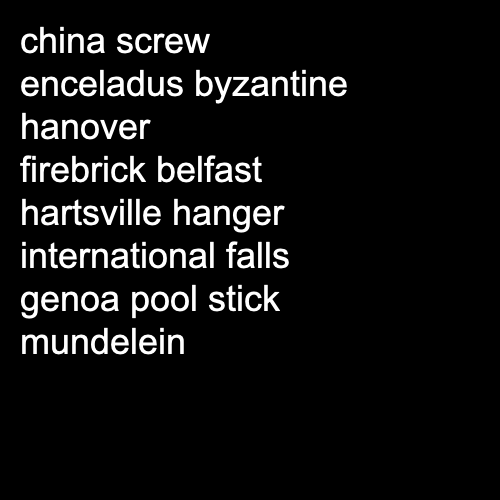 china screw
enceladus byzantine
hanover
firebrick belfast
hartsville hanger
international falls
genoa pool stick
mundelein